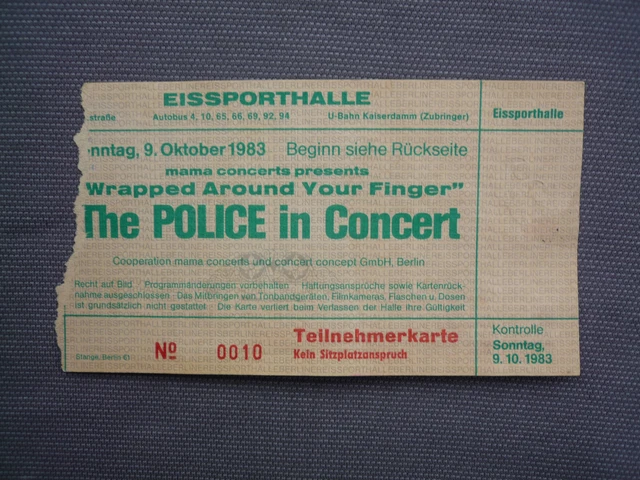 EISSPORTHALLE
.straße Autobus 4, 10, 65, 66, 69, 92, 94 U-Bahn Kaiserdamm (Zubringer)
Eissporthalle
nntag, 9. Oktober 1983 Beginn siehe Rückseite
mama concerts presents
Wrapped Around Your Finger"
The POLICE in Concert
Cooperation mama concerts und concert concept GmbH, Berlin
Recht auf Bild Programmänderungen vorbehalten Haftungsansprüche sowie Kartenrück-
nahme ausgeschlossen Das Mitbringen von Tonbandgeräten, Filmkameras, Flaschen u. Dosen
ist grundsätzlich nicht gestattet Die Karte verliert beim Verlassen der Halle ihre Gültigkeit
Stange, Berlin 61
No 0010
Teilnehmerkarte
Kein Sitzplatzanspruch
Kontrolle
Sonntag,
9. 10. 1983